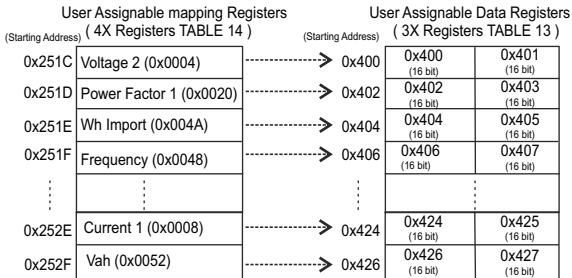 User Assignable mapping Registers
( 4X Registers TABLE 14 )
(Starting Address)
User Assignable Data Registers
( 3X Registers TABLE 13 )
(Starting Address)
0x251C Voltage 2 (0x0004) 0x400 0x400 0x401
(16 bit) (16 bit)
0x251D Power Factor 1 (0x0020) 0x402 0x402 0x403
(16 bit) (16 bit)
0x251E Wh Import (0x004A) 0x404 0x404 0x405
(16 bit) (16 bit)
0x251F Frequency (0x0048) 0x406 0x406 0x407
(16 bit) (16 bit)
0x252E Current 1 (0x0008) 0x424 0x424 0x425
(16 bit) (16 bit)
0x252F Vah (0x0052) 0x426 0x426 0x427
(16 bit) (16 bit)